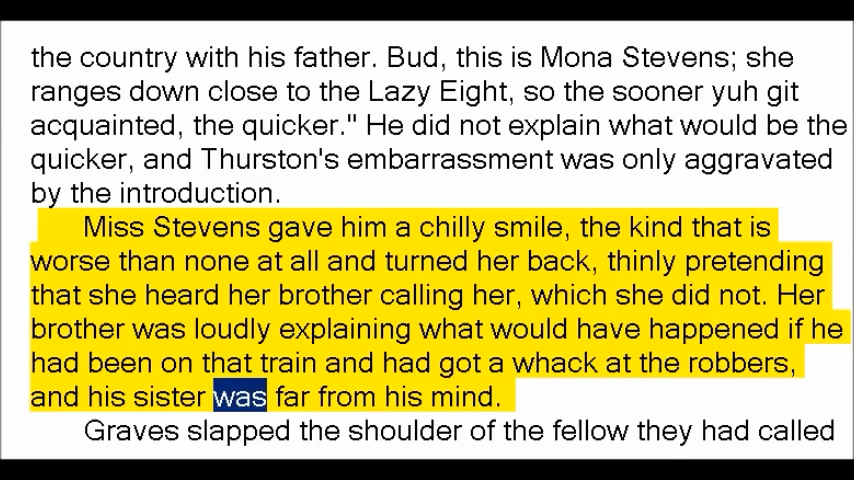 the country with his father. Bud, this is Mona Stevens; she
ranges down close to the Lazy Eight, so the sooner yuh git
acquainted, the quicker." He did not explain what would be the
quicker, and Thurston's embarrassment was only aggravated
by the introduction.
Miss Stevens gave him a chilly smile, the kind that is
worse than none at all and turned her back, thinly pretending
that she heard her brother calling her, which she did not. Her
brother was loudly explaining what would have happened if he
had been on that train and had got a whack at the robbers,
and his sister was far from his mind.
Graves slapped the shoulder of the fellow they had called